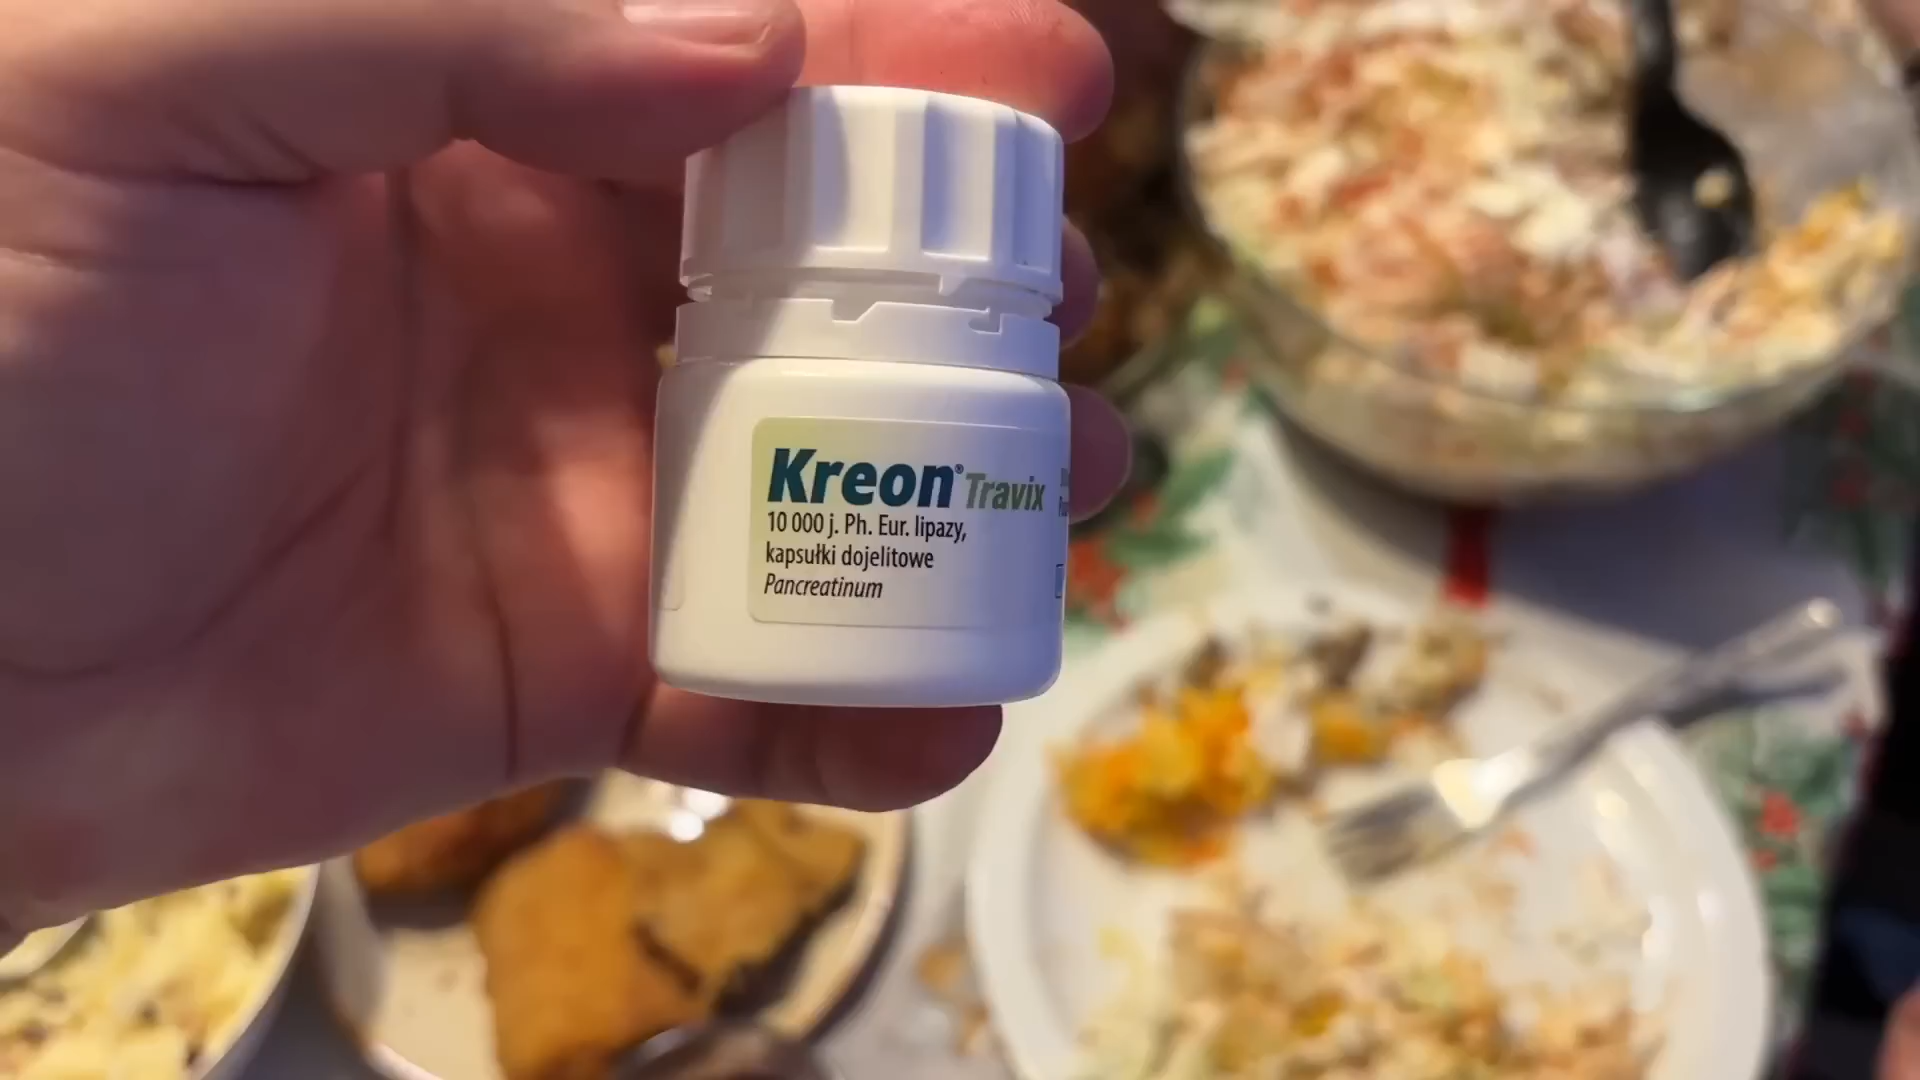 Kreon® Travix
10 000 j. Ph. Eur. lipazy,
kapsułki dojelitowe
Pancreatinum